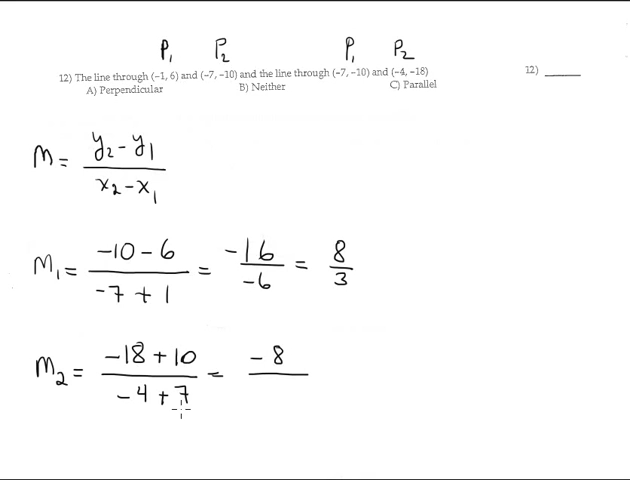 P₁ P₂ P₁ P₂
12) The line through (−1, 6) and (−7, −10) and the line through (−7, −10) and (−4, −18) 12) ______
A) Perpendicular B) Neither C) Parallel
m = (y₂ − y₁) / (x₂ − x₁)
m₁ = (−10 − 6) / (−7 + 1) = −16 / −6 = 8 / 3
m₂ = (−18 + 10) / (−4 + 7) = −8 /